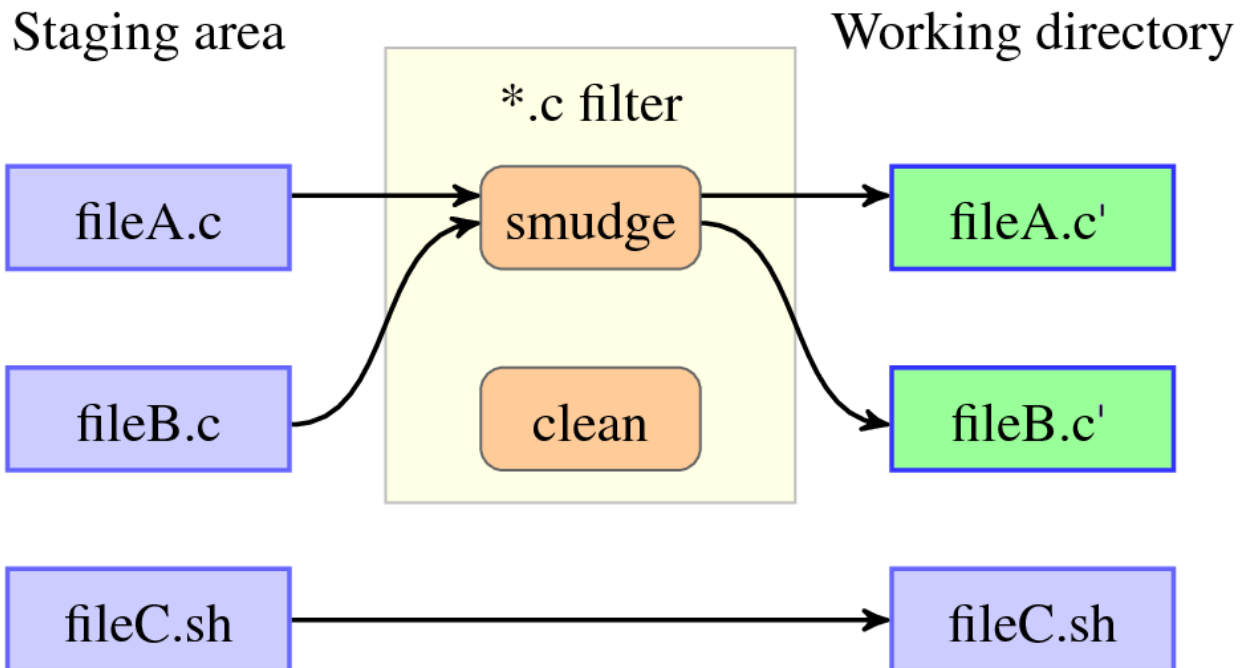 Staging area
Working directory
*.c filter
fileA.c
smudge
fileA.c'
fileB.c
clean
fileB.c'
fileC.sh
fileC.sh